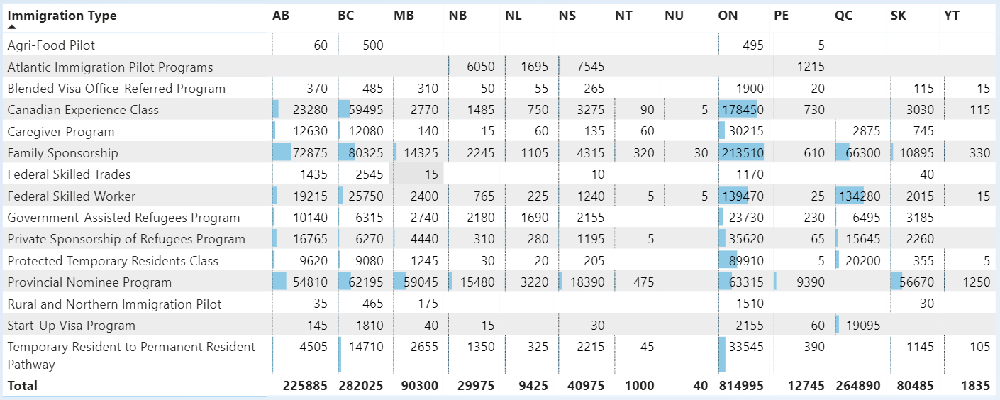 Immigration Type AB BC MB NB NL NS NT NU ON PE QC SK YT
Agri-Food Pilot 60 500 495 5
Atlantic Immigration Pilot Programs 6050 1695 7545 1215
Blended Visa Office-Referred Program 370 485 310 50 55 265 1900 20 115 15
Canadian Experience Class 23280 59495 2770 1485 750 3275 90 5 178450 730 3030 115
Caregiver Program 12630 12080 140 15 60 135 60 30215 2875 745
Family Sponsorship 72875 80325 14325 2245 1105 4315 320 30 213510 610 66300 10895 330
Federal Skilled Trades 1435 2545 15 10 1170 40
Federal Skilled Worker 19215 25750 2400 765 225 1240 5 5 139470 25 134280 2015 15
Government-Assisted Refugees Program 10140 6315 2740 2180 1690 2155 23730 230 6495 3185
Private Sponsorship of Refugees Program 16765 6270 4440 310 280 1195 5 35620 65 15645 2260
Protected Temporary Residents Class 9620 9080 1245 30 20 205 89910 5 20200 355 5
Provincial Nominee Program 54810 62195 59045 15480 3220 18390 475 63315 9390 56670 1250
Rural and Northern Immigration Pilot 35 465 175 1510 30
Start-Up Visa Program 145 1810 40 15 30 2155 60 19095
Temporary Resident to Permanent Resident 4505 14710 2655 1350 325 2215 45 33545 390 1145 105
Pathway
Total 225885 282025 90300 29975 9425 40975 1000 40 814995 12745 264890 80485 1835